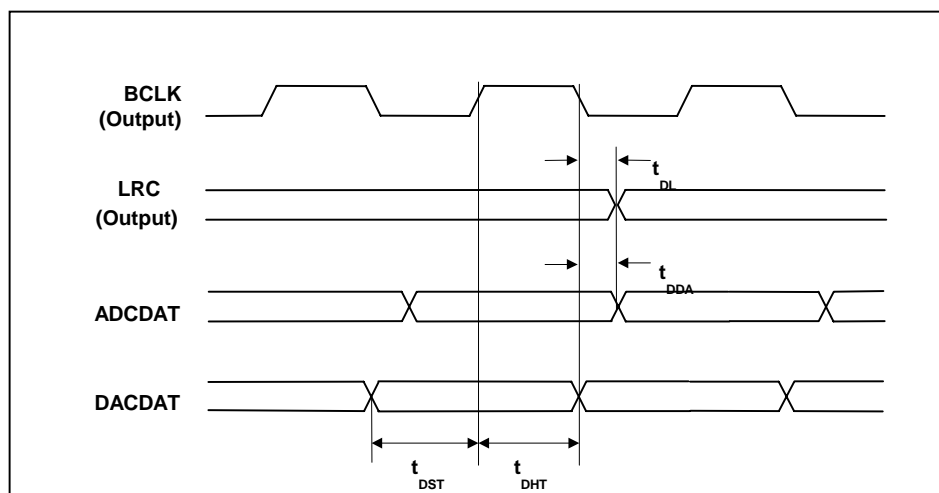 BCLK
(Output)
t DL
LRC
(Output)
t DDA
ADCDAT
DACDAT
t DST
t DHT